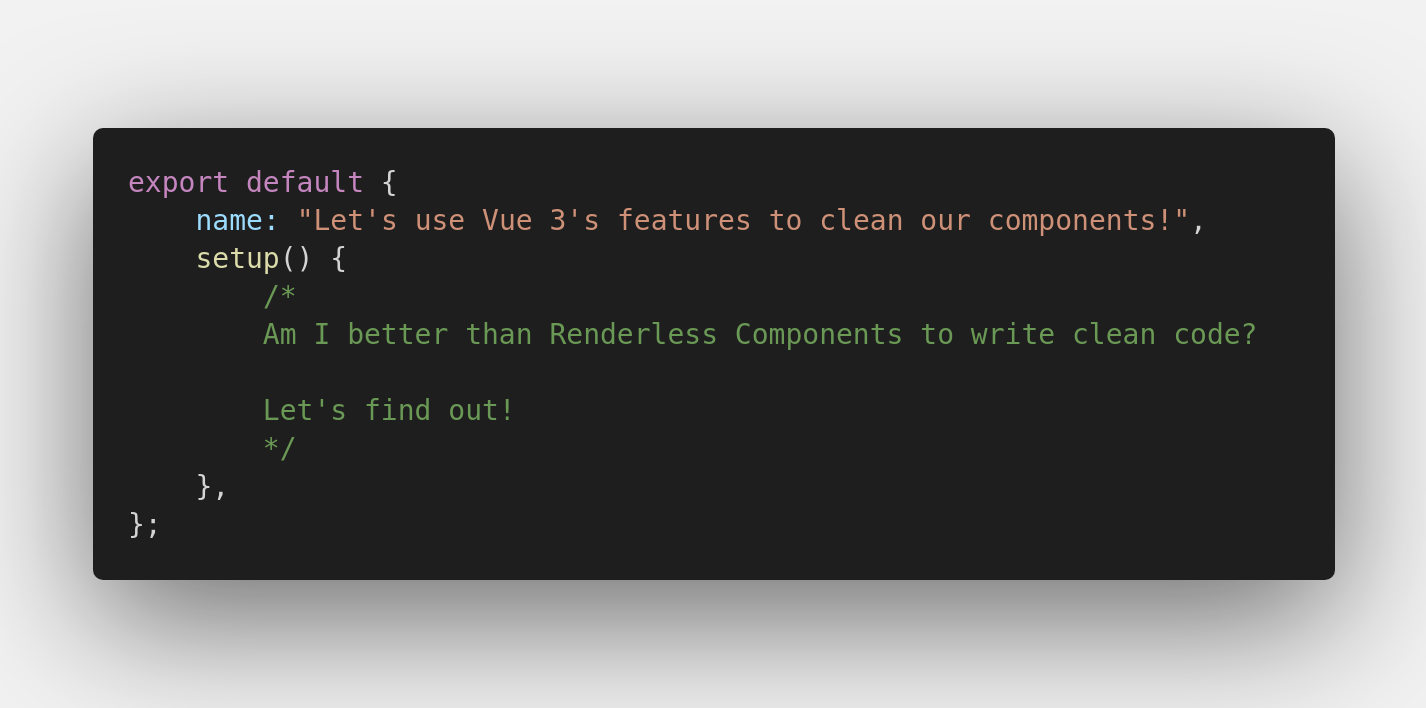 export default {
    name: "Let's use Vue 3's features to clean our components!",
    setup() {
        /*
        Am I better than Renderless Components to write clean code?

        Let's find out!
        */
    },
};